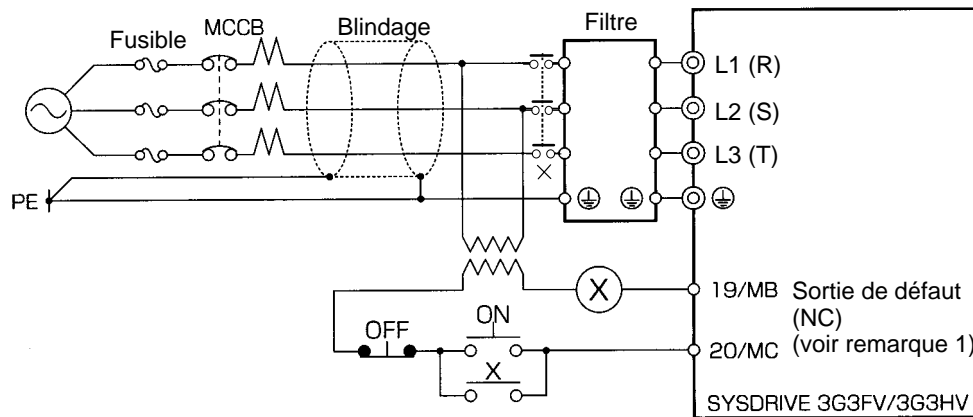 Fusible
MCCB
Blindage
Filtre
L1 (R)
L2 (S)
L3 (T)
X
PE
X
19/MB
Sortie de défaut
(NC)
(voir remarque 1)
OFF
ON
20/MC
X
SYSDRIVE 3G3FV/3G3HV